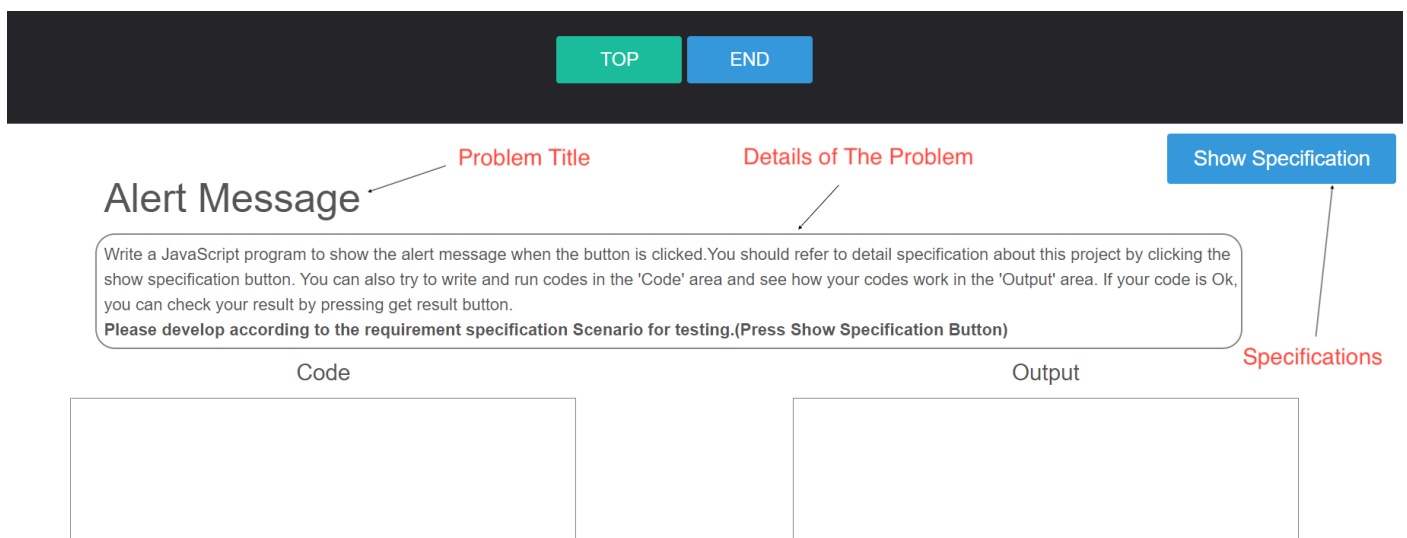 TOP END
Problem Title
Details of The Problem
Show Specification
Alert Message
Write a JavaScript program to show the alert message when the button is clicked.You should refer to detail specification about this project by clicking the
show specification button. You can also try to write and run codes in the 'Code' area and see how your codes work in the 'Output' area. If your code is Ok,
you can check your result by pressing get result button.
Please develop according to the requirement specification Scenario for testing.(Press Show Specification Button)
Specifications
Code
Output